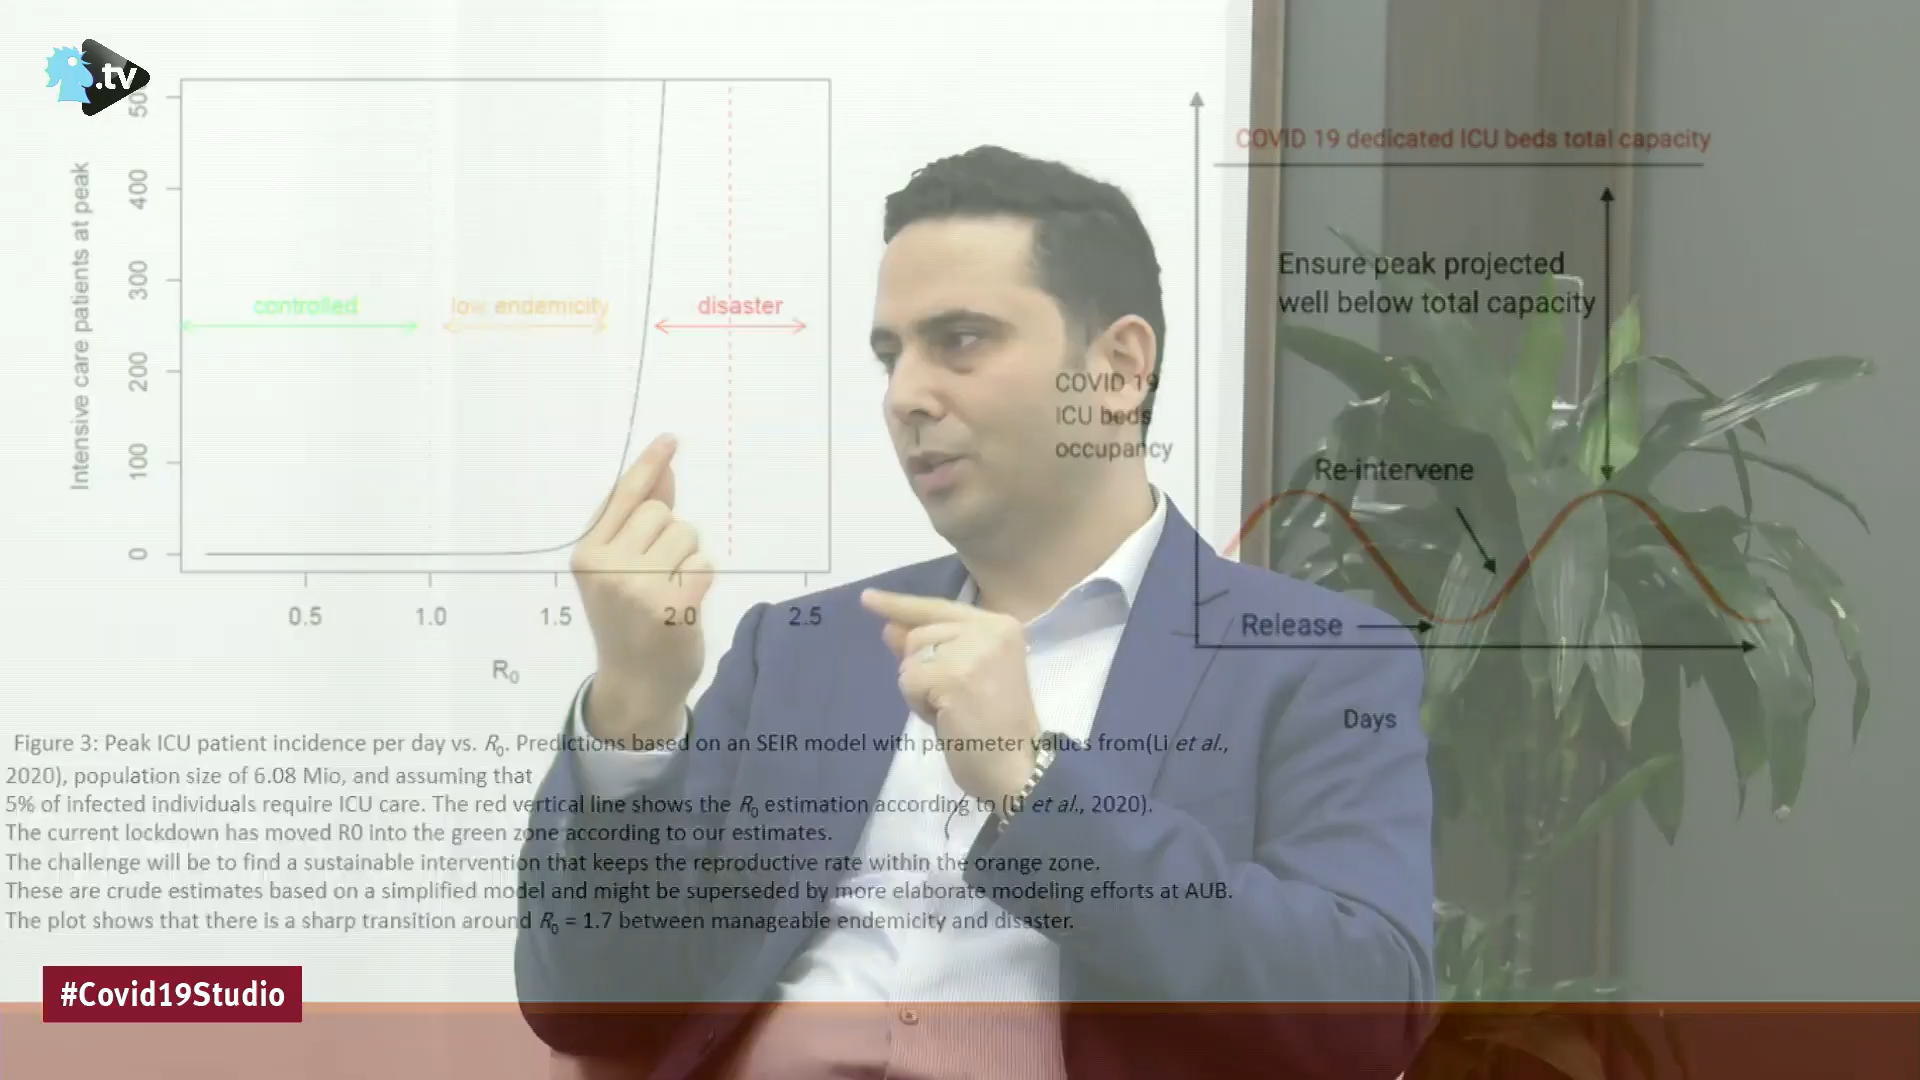 .tv
500
400
300
200
100
0
Intensive care patients at peak
controlled
low endemicity
disaster
0.5
1.0
1.5
2.0
2.5
R0
COVID 19 dedicated ICU beds total capacity
Ensure peak projected
well below total capacity
COVID 19
ICU beds
occupancy
Re-intervene
Release
Days
Figure 3: Peak ICU patient incidence per day vs. R0. Predictions based on an SEIR model with parameter values from(Li et al.,
2020), population size of 6.08 Mio, and assuming that
5% of infected individuals require ICU care. The red vertical line shows the R0 estimation according to (Li et al., 2020).
The current lockdown has moved R0 into the green zone according to our estimates.
The challenge will be to find a sustainable intervention that keeps the reproductive rate within the orange zone.
These are crude estimates based on a simplified model and might be superseded by more elaborate modeling efforts at AUB.
The plot shows that there is a sharp transition around R0 = 1.7 between manageable endemicity and disaster.
#Covid19Studio